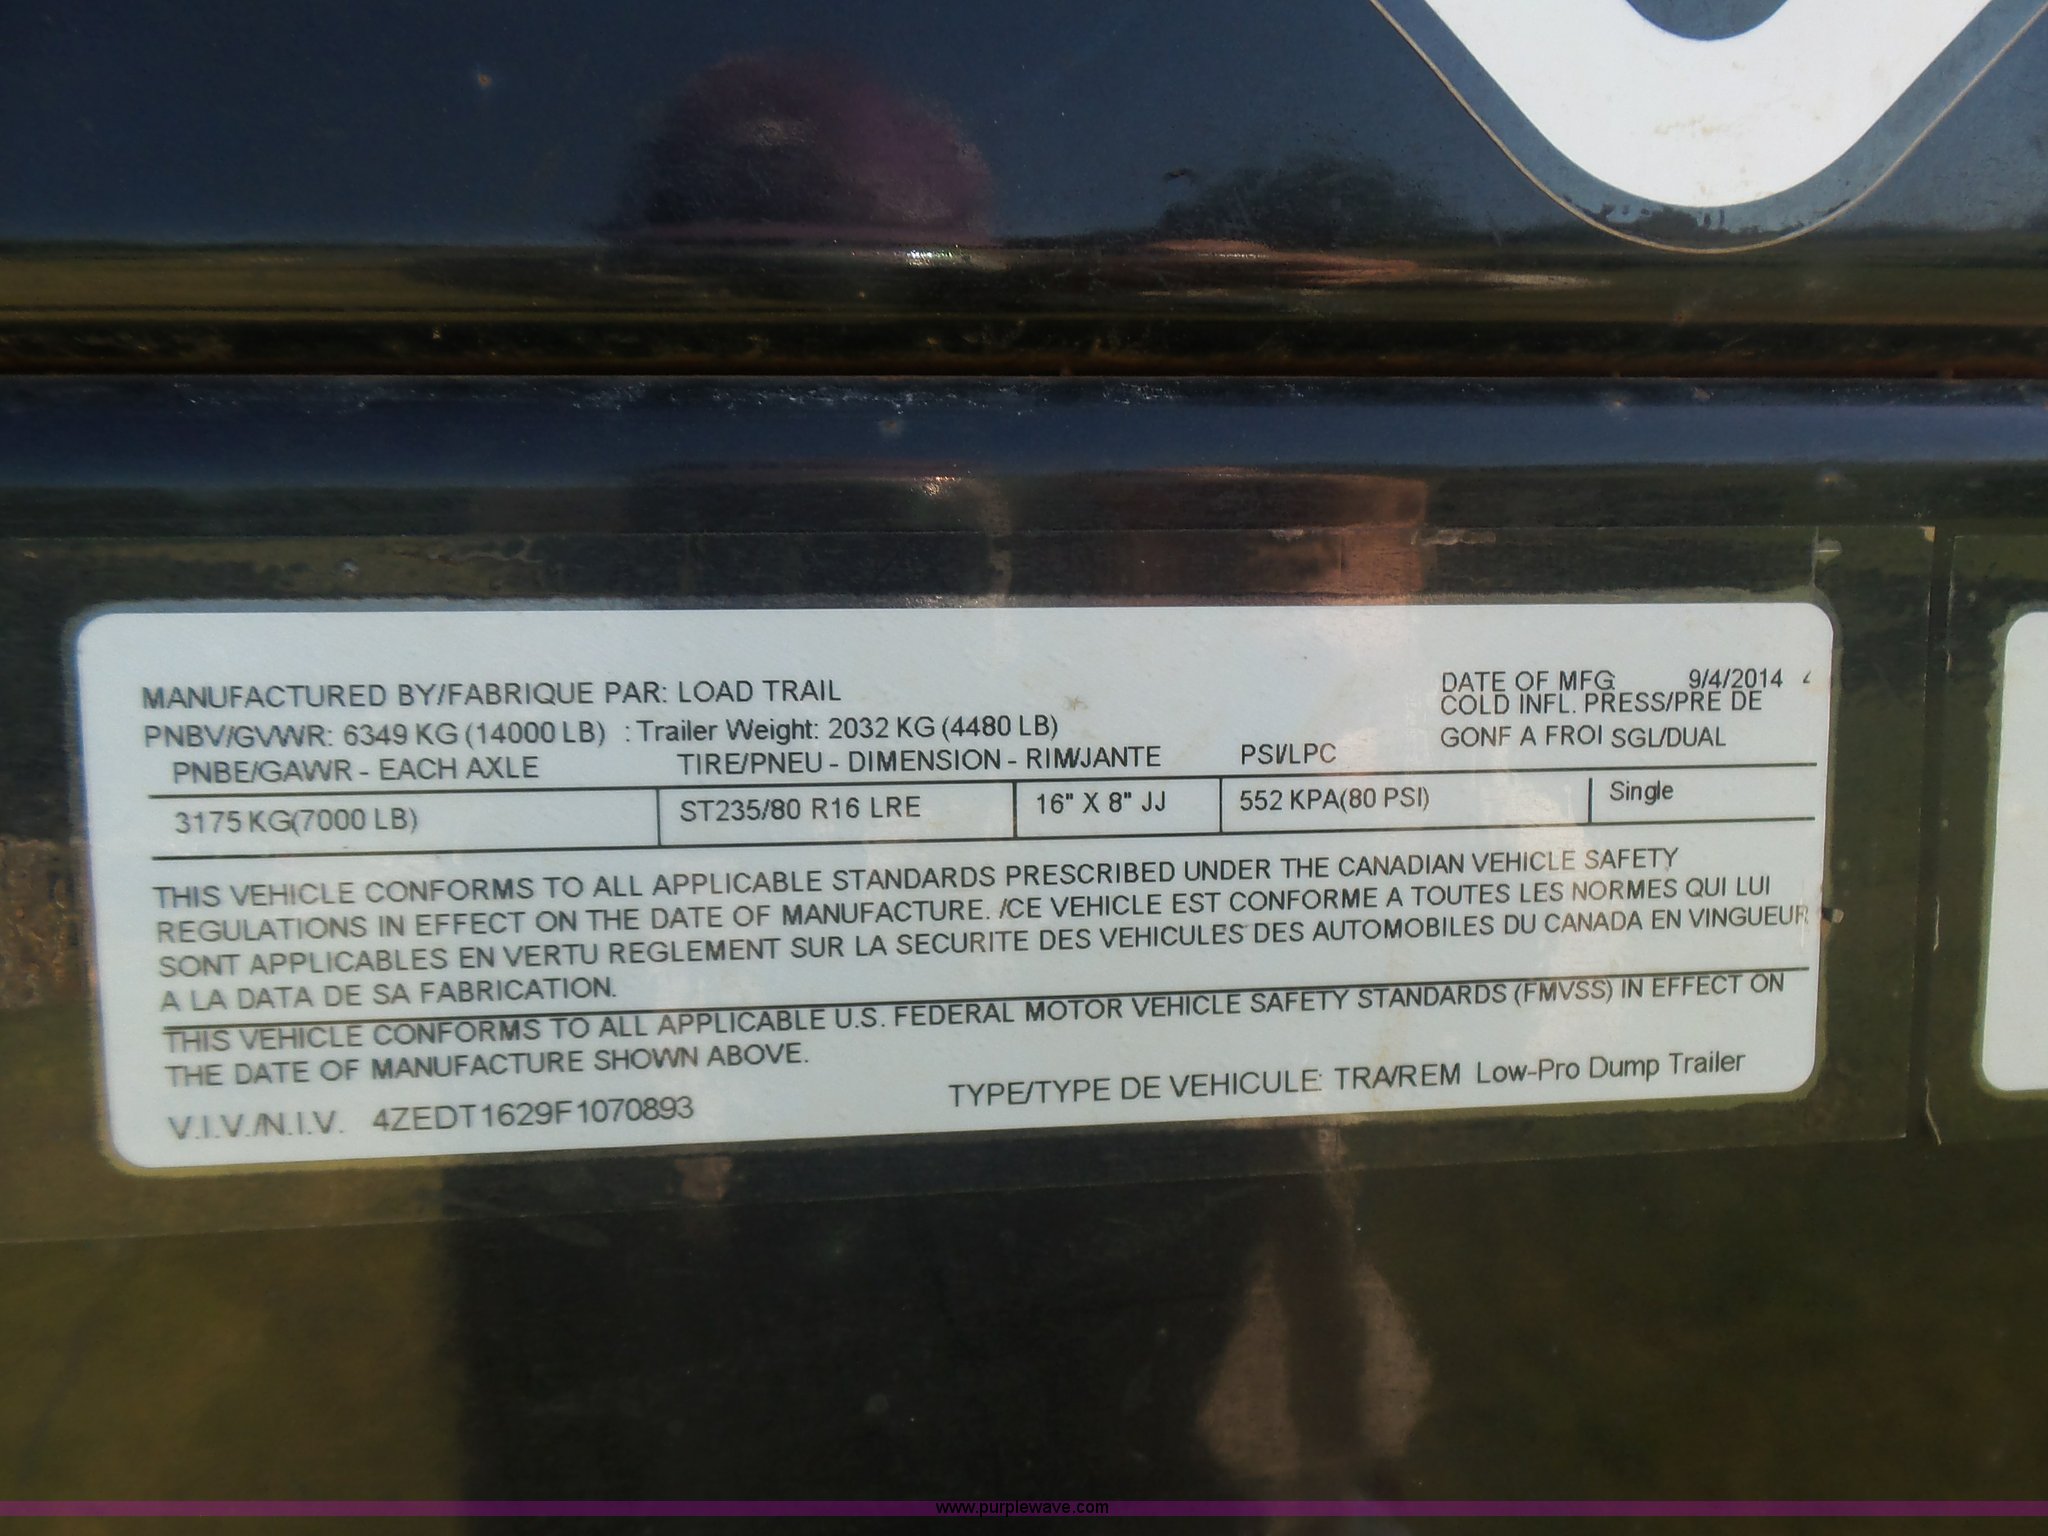 MANUFACTURED BY/FABRIQUE PAR: LOAD TRAIL
DATE OF MFG 9/4/2014
PNBV/GVWR: 6349 KG (14000 LB) : Trailer Weight: 2032 KG (4480 LB)
COLD INFL. PRESS/PRE DE
GONF A FROI SGL/DUAL
PNBE/GAWR - EACH AXLE TIRE/PNEU - DIMENSION - RIM/JANTE PSI/LPC
3175 KG(7000 LB) ST235/80 R16 LRE 16" X 8" JJ 552 KPA(80 PSI) Single
THIS VEHICLE CONFORMS TO ALL APPLICABLE STANDARDS PRESCRIBED UNDER THE CANADIAN VEHICLE SAFETY
REGULATIONS IN EFFECT ON THE DATE OF MANUFACTURE. /CE VEHICLE EST CONFORME A TOUTES LES NORMES QUI LUI
SONT APPLICABLES EN VERTU REGLEMENT SUR LA SECURITE DES VEHICULES DES AUTOMOBILES DU CANADA EN VINGUEUR
A LA DATA DE SA FABRICATION.
THIS VEHICLE CONFORMS TO ALL APPLICABLE U.S. FEDERAL MOTOR VEHICLE SAFETY STANDARDS (FMVSS) IN EFFECT ON
THE DATE OF MANUFACTURE SHOWN ABOVE.
V.I.V./N.I.V. 4ZEDT1629F1070893 TYPE/TYPE DE VEHICULE: TRA/REM Low-Pro Dump Trailer
www.purplewave.com